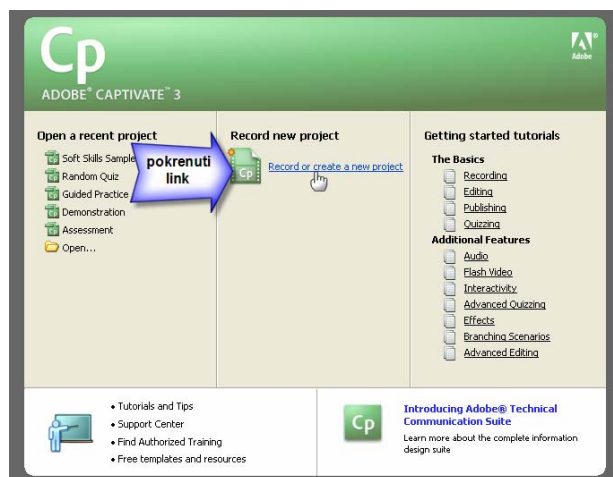 Cp
ADOBE® CAPTIVATE™ 3
Adobe®
Open a recent project
Soft Skills Sample
Random Quiz
Guided Practice
Demonstration
Assessment
Open...
pokrenuti
link
Record new project
Cp
Record or create a new project
Getting started tutorials
The Basics
Recording
Editing
Publishing
Quizzing
Additional Features
Audio
Flash Video
Interactivity
Advanced Quizzing
Effects
Branching Scenarios
Advanced Editing
• Tutorials and Tips
• Support Center
• Find Authorized Training
• Free templates and resources
Cp
Introducing Adobe® Technical
Communication Suite
Learn more about the complete information
design suite